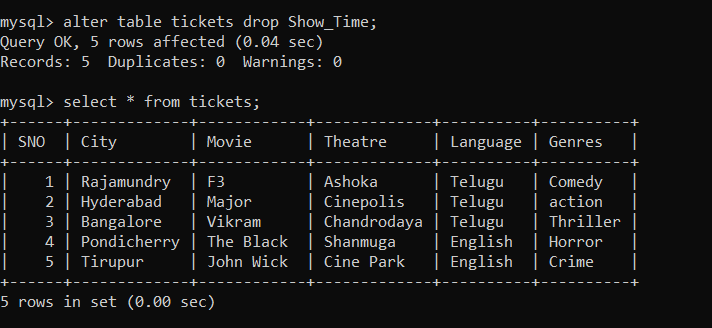 mysql> alter table tickets drop Show_Time;
Query OK, 5 rows affected (0.04 sec)
Records: 5  Duplicates: 0  Warnings: 0

mysql> select * from tickets;
+------+-------------+-----------+------------+----------+----------+
| SNO  | City        | Movie     | Theatre    | Language | Genres   |
+------+-------------+-----------+------------+----------+----------+
|    1 | Rajamundry  | F3        | Ashoka     | Telugu   | Comedy   |
|    2 | Hyderabad   | Major     | Cinepolis  | Telugu   | action   |
|    3 | Bangalore   | Vikram    | Chandrodaya | Telugu   | Thriller |
|    4 | Pondicherry | The Black | Shanmuga   | English  | Horror   |
|    5 | Tirupur     | John Wick | Cine Park  | English  | Crime    |
+------+-------------+-----------+------------+----------+----------+
5 rows in set (0.00 sec)